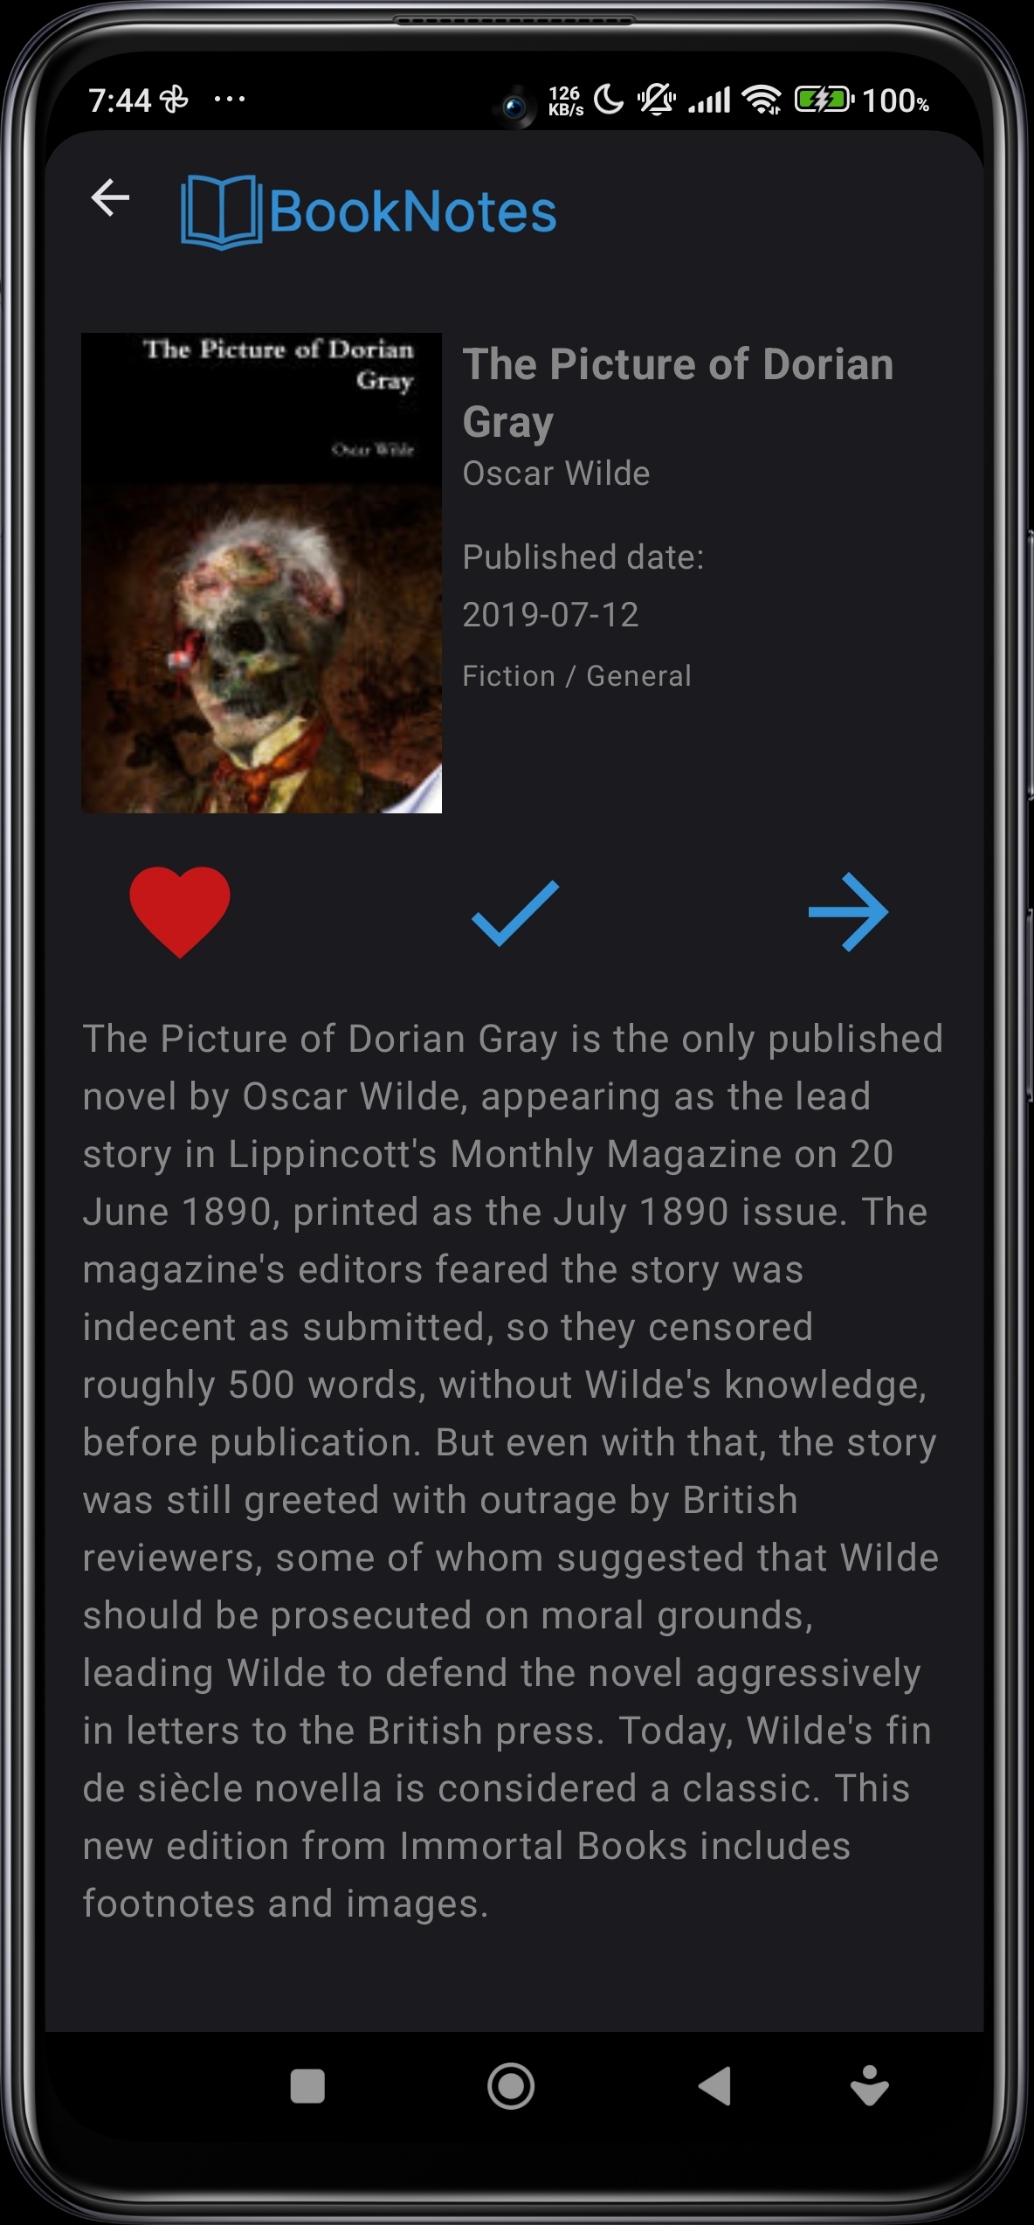 7:44
126
KB/s
100%
BookNotes
The Picture of Dorian
Gray
Oscar Wilde
The Picture of Dorian
Gray
Oscar Wilde
Published date:
2019-07-12
Fiction / General
The Picture of Dorian Gray is the only published
novel by Oscar Wilde, appearing as the lead
story in Lippincott's Monthly Magazine on 20
June 1890, printed as the July 1890 issue. The
magazine's editors feared the story was
indecent as submitted, so they censored
roughly 500 words, without Wilde's knowledge,
before publication. But even with that, the story
was still greeted with outrage by British
reviewers, some of whom suggested that Wilde
should be prosecuted on moral grounds,
leading Wilde to defend the novel aggressively
in letters to the British press. Today, Wilde's fin
de siècle novella is considered a classic. This
new edition from Immortal Books includes
footnotes and images.